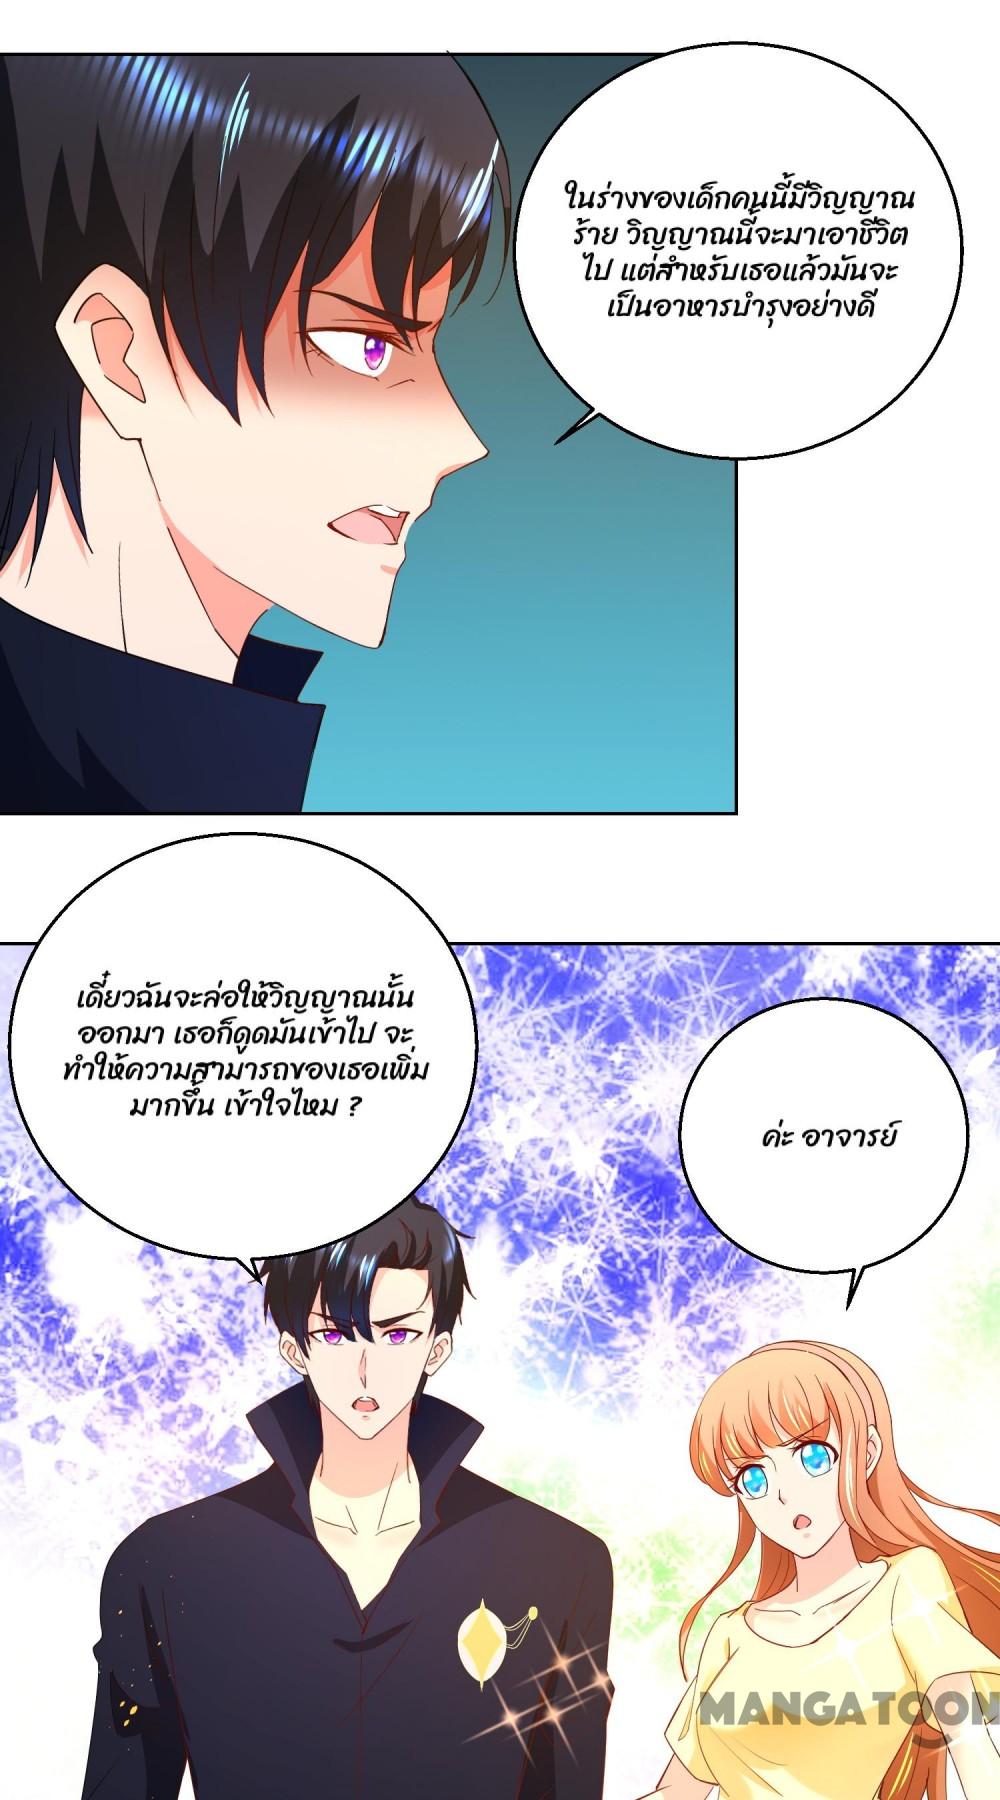 ในร่างของเด็กคนนี้มีวิญญาณ
ร้าย วิญญาณนี้จะมาเอาชีวิต
ไป แต่สำหรับเธอแล้วมันจะ
เป็นอาหารบำรุงอย่างดี
เดี๋ยวฉันจะล่อให้วิญญาณนั้น
ออกมา เธอก็ดูดมันเข้าไป จะ
ทำให้ความสามารถของเธอเพิ่ม
มากขึ้น เข้าใจไหม ?
ค่ะ อาจารย์
MANGATOON